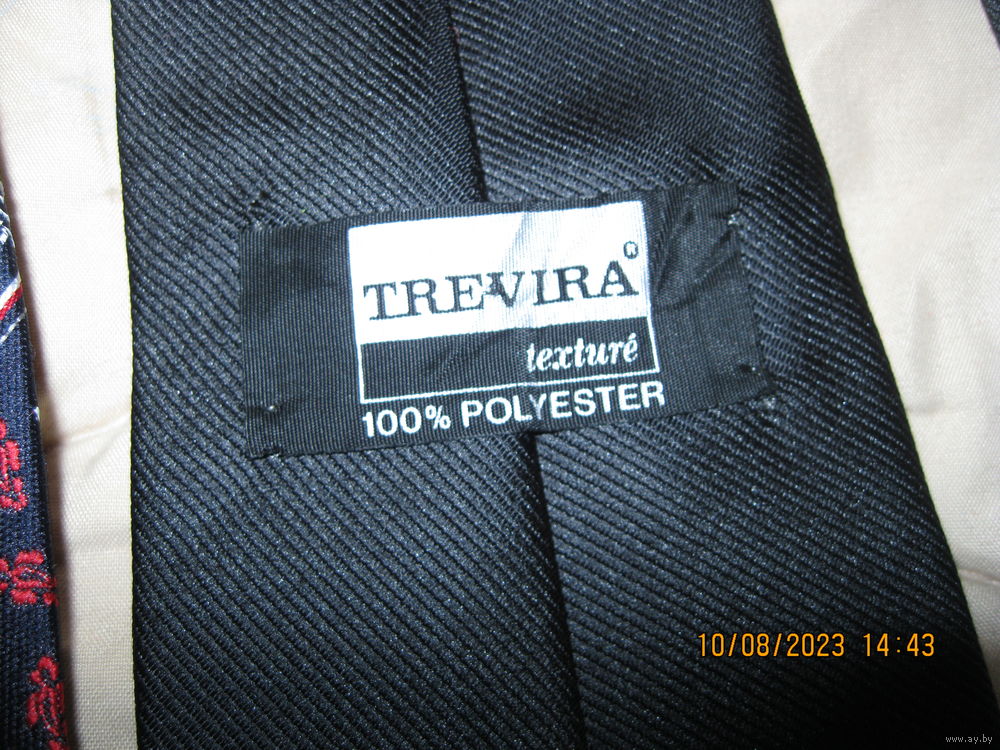 TREVIRA®
texturé
100% POLYESTER
10/08/2023 14:43
www.ay.by